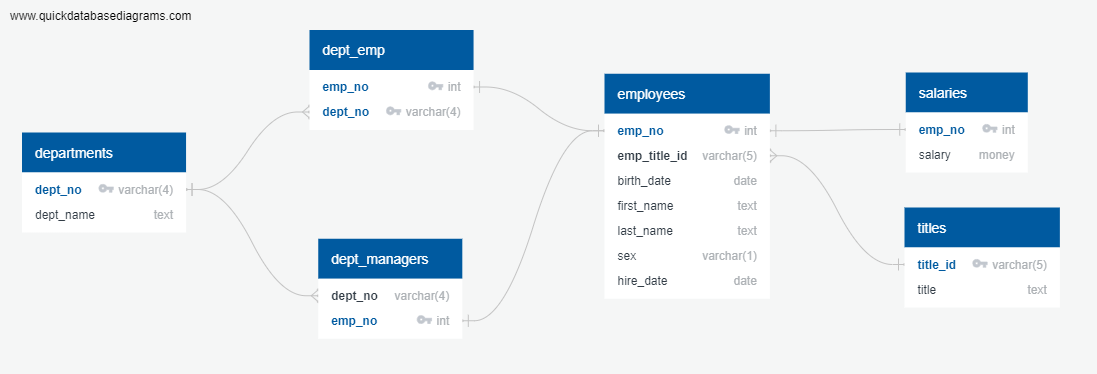 www.quickdatabasediagrams.com
departments
dept_no varchar(4)
dept_name text
dept_emp
emp_no int
dept_no varchar(4)
dept_managers
dept_no varchar(4)
emp_no int
employees
emp_no int
emp_title_id varchar(5)
birth_date date
first_name text
last_name text
sex varchar(1)
hire_date date
salaries
emp_no int
salary money
titles
title_id varchar(5)
title text